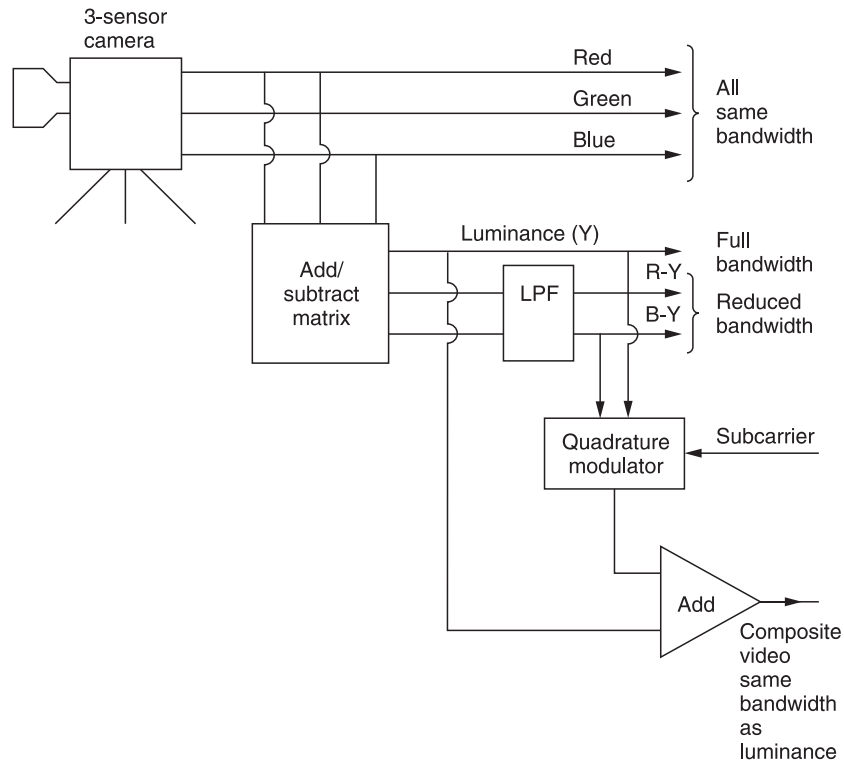 3-sensor
camera
Red
Green
Blue
All
same
bandwidth
Add/
subtract
matrix
Luminance (Y)
Full
bandwidth
LPF
R-Y
B-Y
Reduced
bandwidth
Quadrature
modulator
Subcarrier
Add
Composite
video
same
bandwidth
as
luminance